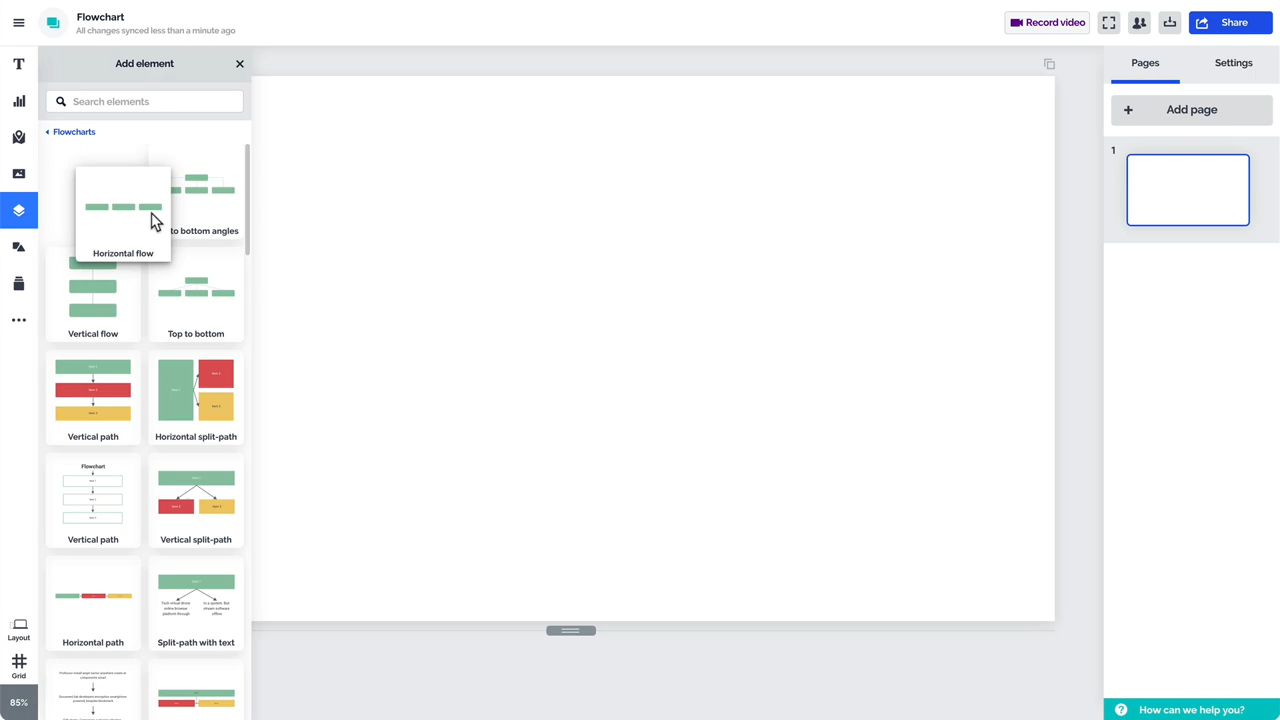 Flowchart
All changes synced less than a minute ago
Record video
Share
Add element
Search elements
Flowcharts
Horizontal flow
to bottom angles
Vertical flow
Top to bottom
Vertical path
Horizontal split-path
Flowchart
Vertical path
Vertical split-path
Horizontal path
Split-path with text
Pages
Settings
+ Add page
1
Layout
Grid
85%
? How can we help you?